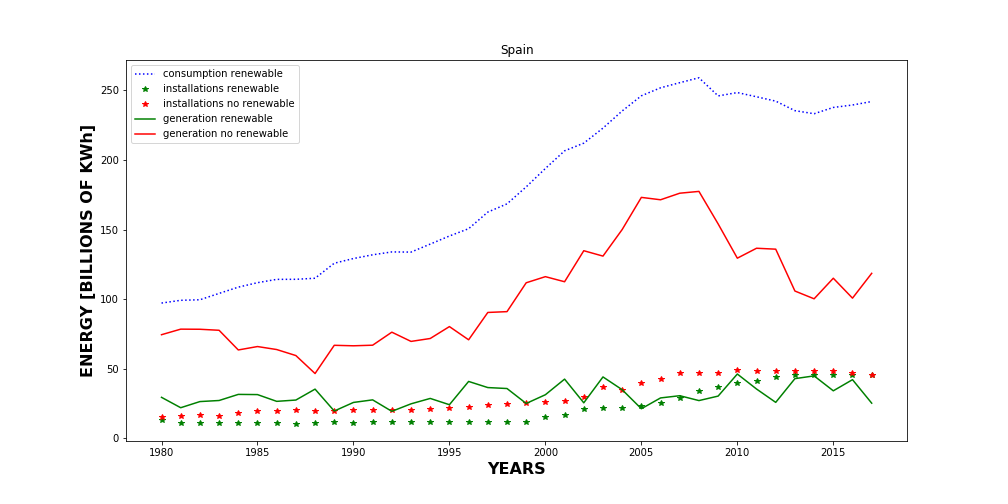 Spain
consumption renewable
installations renewable
installations no renewable
generation renewable
generation no renewable
ENERGY [BILLIONS OF KWh]
250
200
150
100
50
0
1980 1985 1990 1995 2000 2005 2010 2015
YEARS